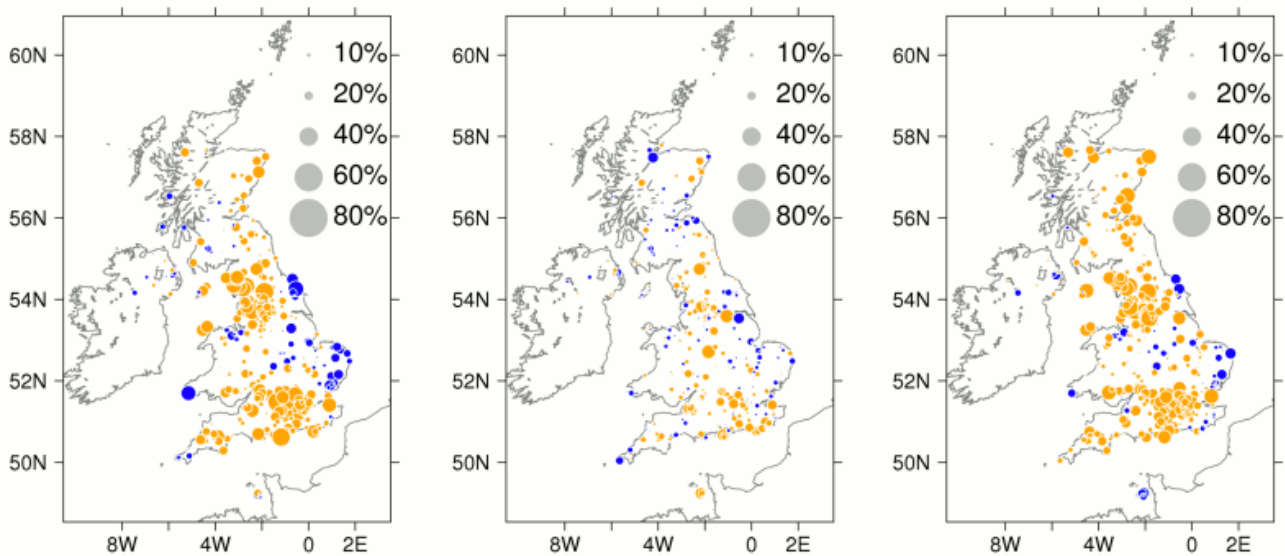 60N 10% 60N 10% 60N 10%
20% 20% 20%
58N 58N 58N
40% 40% 40%
60% 60% 60%
56N 80% 56N 80% 56N 80%
54N 54N 54N
52N 52N 52N
50N 50N 50N
8W 4W 0 2E 8W 4W 0 2E 8W 4W 0 2E